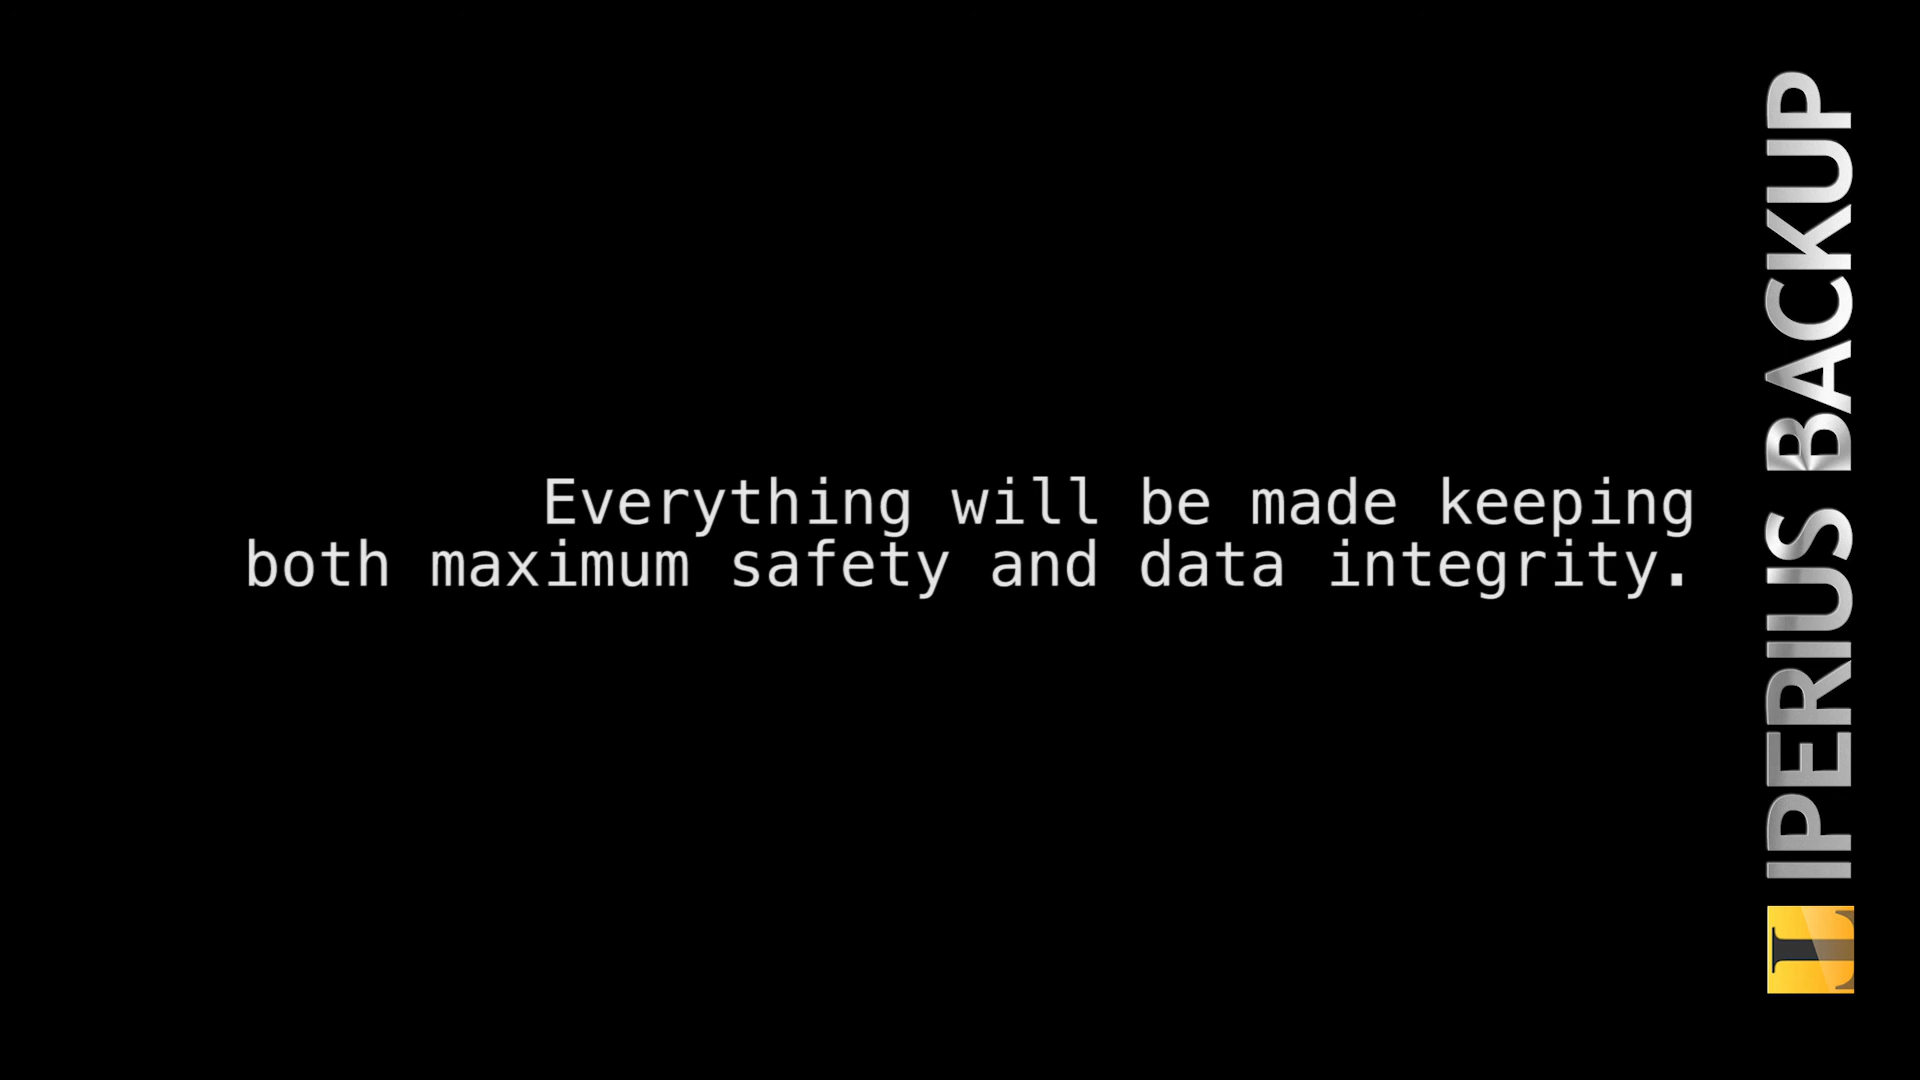 Everything will be made keeping
both maximum safety and data integrity.
IPERIUS BACKUP